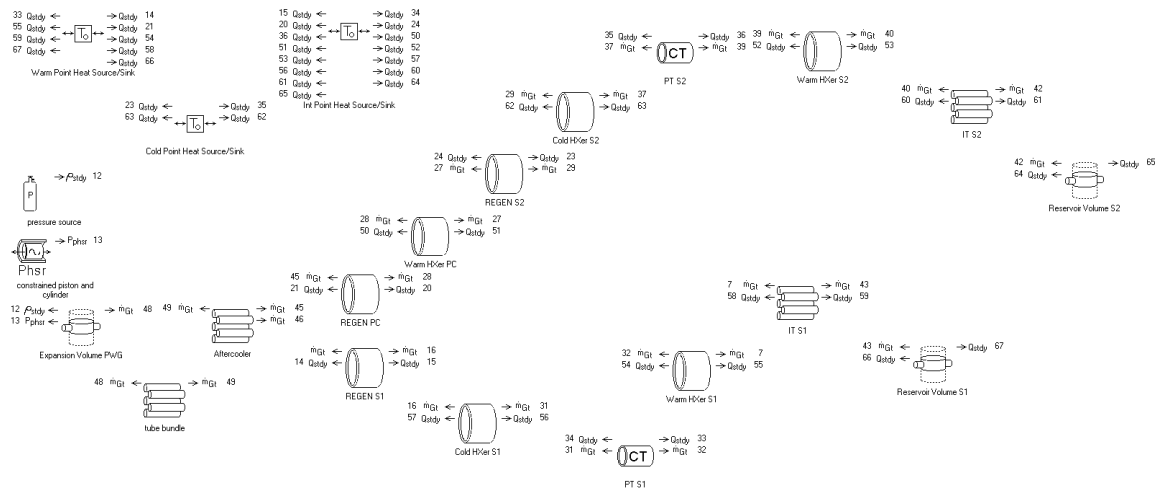 33 Qstdy Qstdy 14
55 Qstdy Qstdy 21
59 Qstdy To Qstdy 54
67 Qstdy Qstdy 58
Qstdy 66
Warm Point Heat Source/Sink
15 Qstdy Qstdy 34
20 Qstdy Qstdy 24
36 Qstdy To Qstdy 50
51 Qstdy Qstdy 52
53 Qstdy Qstdy 57
56 Qstdy Qstdy 60
61 Qstdy Qstdy 64
65 Qstdy
Int Point Heat Source/Sink
23 Qstdy Qstdy 35
63 Qstdy To Qstdy 62
Cold Point Heat Source/Sink
35 Qstdy Qstdy 36
37 ṁGt CT ṁGt 39
PT S2
39 ṁGt ṁGt 40
52 Qstdy Qstdy 53
Warm HXer S2
40 ṁGt ṁGt 42
60 Qstdy Qstdy 61
IT S2
29 ṁGt ṁGt 37
62 Qstdy Qstdy 63
Cold HXer S2
24 Qstdy Qstdy 23
27 ṁGt ṁGt 29
REGEN S2
42 ṁGt Qstdy 65
64 Qstdy
Reservoir Volume S2
Pstdy 12
P
pressure source
Pphsr 13
Phsr
constrained piston and
cylinder
28 ṁGt ṁGt 27
50 Qstdy Qstdy 51
Warm HXer PC
45 ṁGt ṁGt 28
21 Qstdy Qstdy 20
REGEN PC
12 Pstdy ṁGt 48
13 Pphsr
Expansion Volume PWG
49 ṁGt ṁGt 45
ṁGt 46
Aftercooler
7 ṁGt ṁGt 43
58 Qstdy Qstdy 59
IT S1
ṁGt ṁGt 16
14 Qstdy Qstdy 15
REGEN S1
32 ṁGt ṁGt 7
54 Qstdy Qstdy 55
Warm HXer S1
43 ṁGt Qstdy 67
66 Qstdy
Reservoir Volume S1
48 ṁGt ṁGt 49
tube bundle
16 ṁGt ṁGt 31
57 Qstdy Qstdy 56
Cold HXer S1
34 Qstdy Qstdy 33
31 ṁGt CT ṁGt 32
PT S1